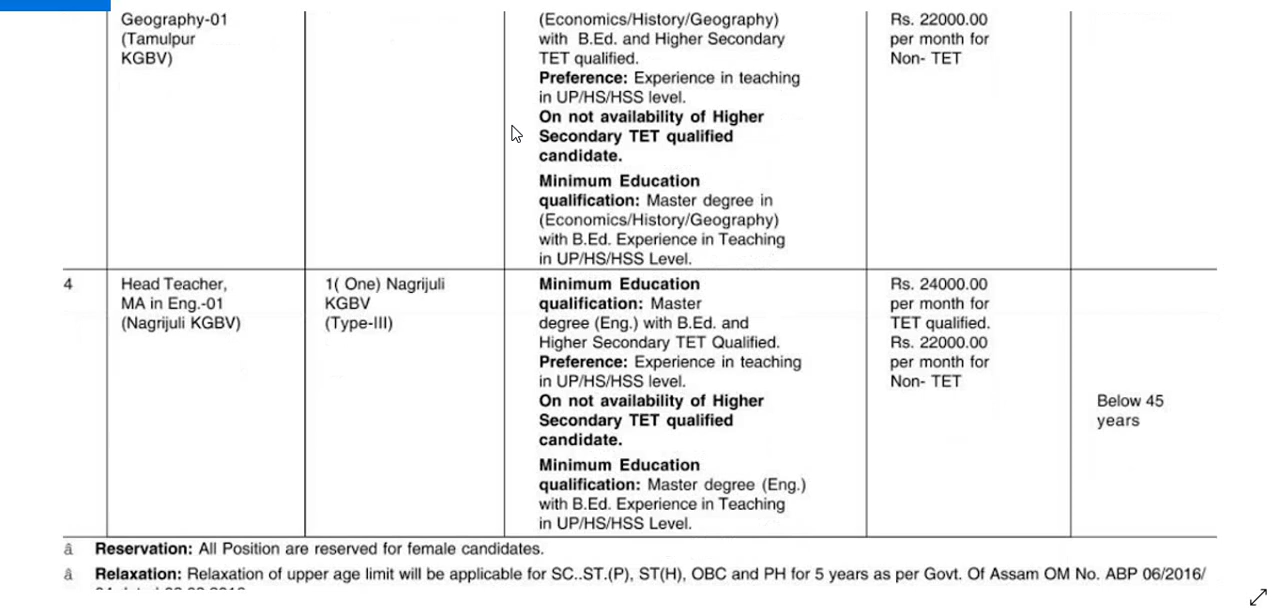 Geography-01
(Tamulpur
KGBV)
(Economics/History/Geography)
with B.Ed. and Higher Secondary
TET qualified.
Preference: Experience in teaching
in UP/HS/HSS level.
On not availability of Higher
Secondary TET qualified
candidate.
Minimum Education
qualification: Master degree in
(Economics/History/Geography)
with B.Ed. Experience in Teaching
in UP/HS/HSS Level.
Rs. 22000.00
per month for
Non- TET
4
Head Teacher,
MA in Eng.-01
(Nagrijuli KGBV)
1( One) Nagrijuli
KGBV
(Type-III)
Minimum Education
qualification: Master
degree (Eng.) with B.Ed. and
Higher Secondary TET Qualified.
Preference: Experience in teaching
in UP/HS/HSS level.
On not availability of Higher
Secondary TET qualified
candidate.
Minimum Education
qualification: Master degree (Eng.)
with B.Ed. Experience in Teaching
in UP/HS/HSS Level.
Rs. 24000.00
per month for
TET qualified.
Rs. 22000.00
per month for
Non- TET
Below 45
years
â Reservation: All Position are reserved for female candidates.
â Relaxation: Relaxation of upper age limit will be applicable for SC..ST.(P), ST(H), OBC and PH for 5 years as per Govt. Of Assam OM No. ABP 06/2016/